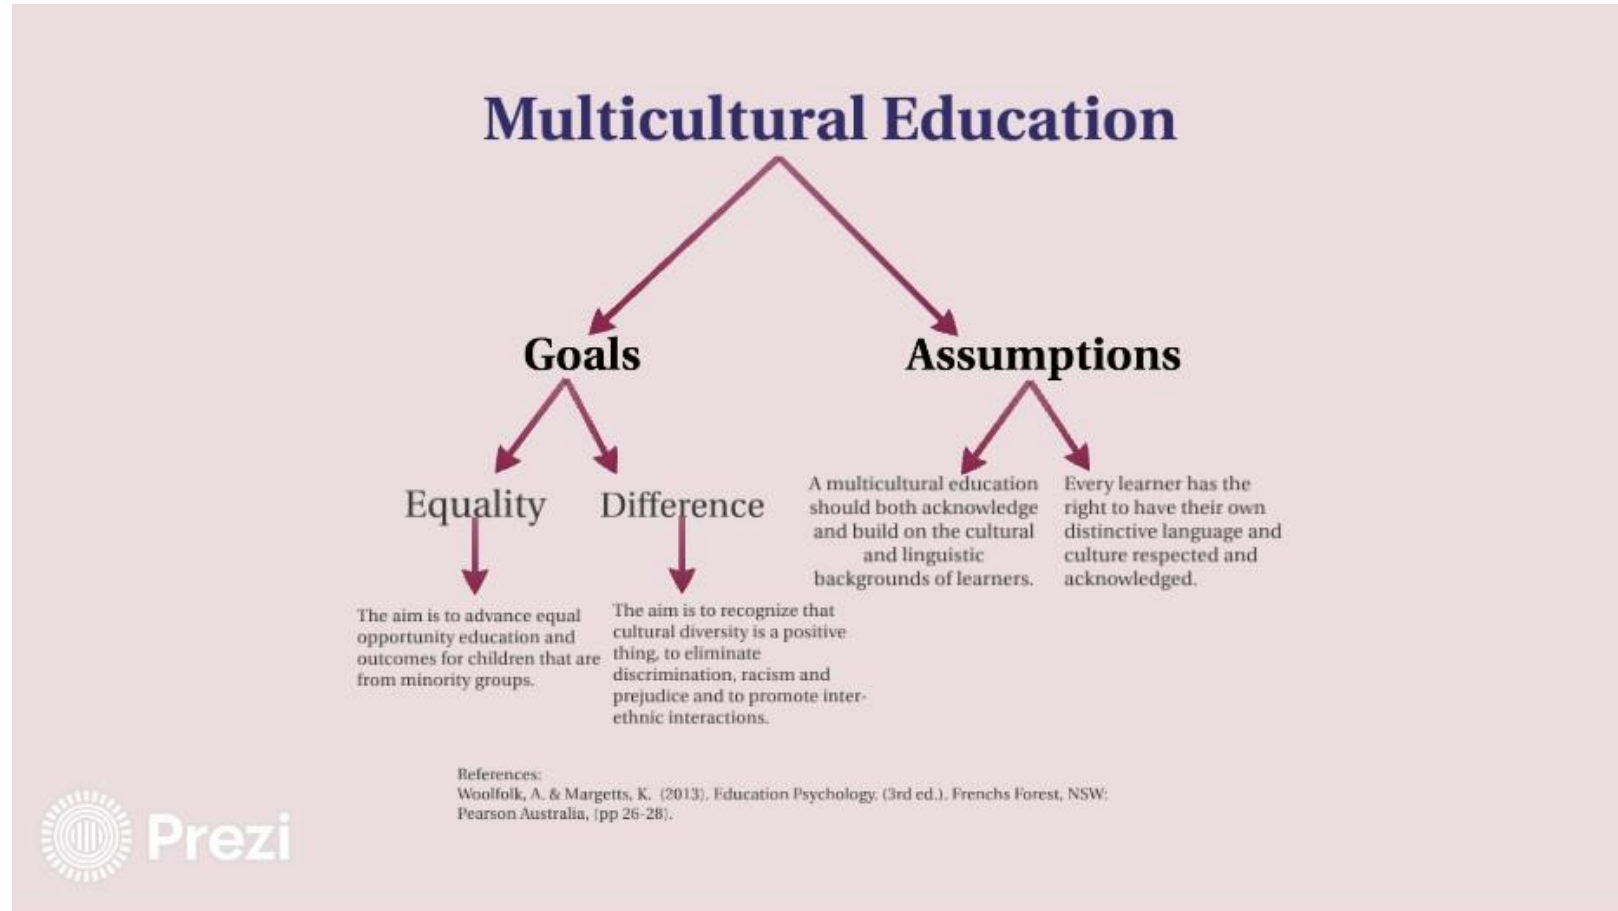 Multicultural Education
Goals
Assumptions
Equality
Difference
The aim is to advance equal
opportunity education and
outcomes for children that are
from minority groups.
The aim is to recognize that
cultural diversity is a positive
thing, to eliminate
discrimination, racism and
prejudice and to promote inter-
ethnic interactions.
A multicultural education
should both acknowledge
and build on the cultural
and linguistic
backgrounds of learners.
Every learner has the
right to have their own
distinctive language and
culture respected and
acknowledged.
References:
Woolfolk, A. & Margetts, K. (2013). Education Psychology. (3rd ed.). Frenchs Forest, NSW:
Pearson Australia, (pp 26-28).
Prezi